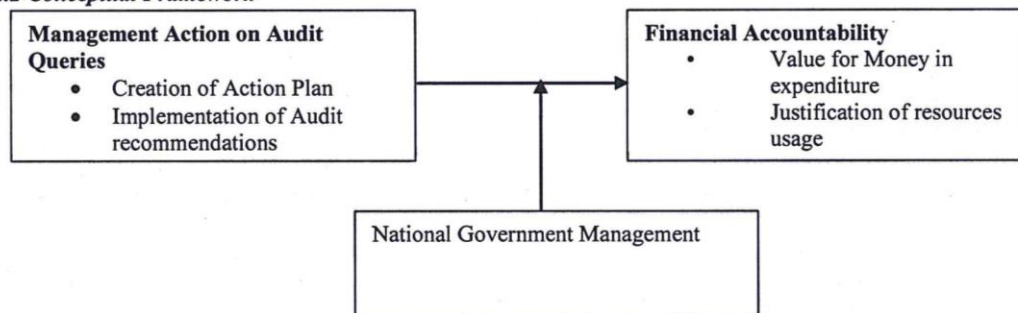 Management Action on Audit
Queries
• Creation of Action Plan
• Implementation of Audit
recommendations
Financial Accountability
• Value for Money in
expenditure
• Justification of resources
usage
National Government Management